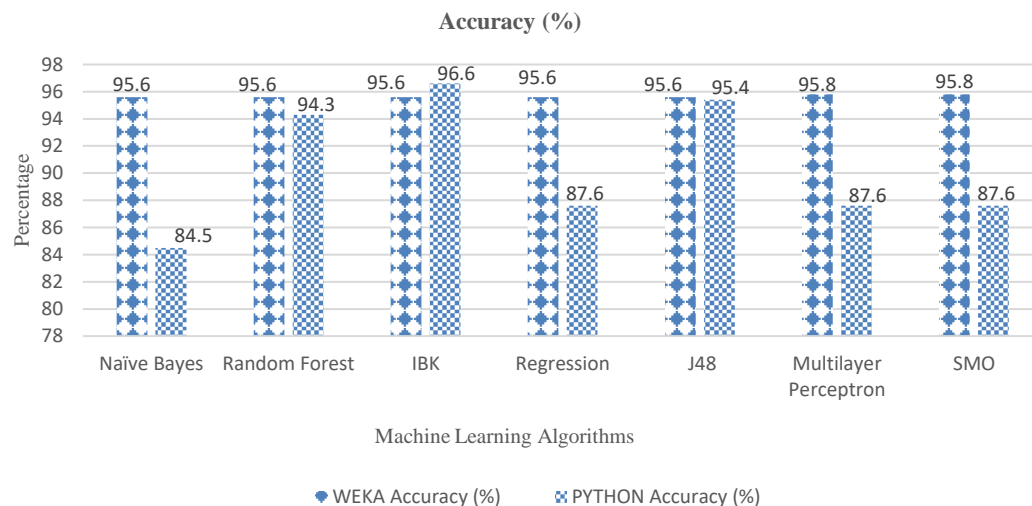 Accuracy (%)
Percentage
98
96
94
92
90
88
86
84
82
80
78
95.6
84.5
95.6
94.3
95.6
96.6
95.6
87.6
95.6
95.4
95.8
87.6
95.8
87.6
Naïve Bayes
Random Forest
IBK
Regression
J48
Multilayer
Perceptron
SMO
Machine Learning Algorithms
WEKA Accuracy (%)
PYTHON Accuracy (%)